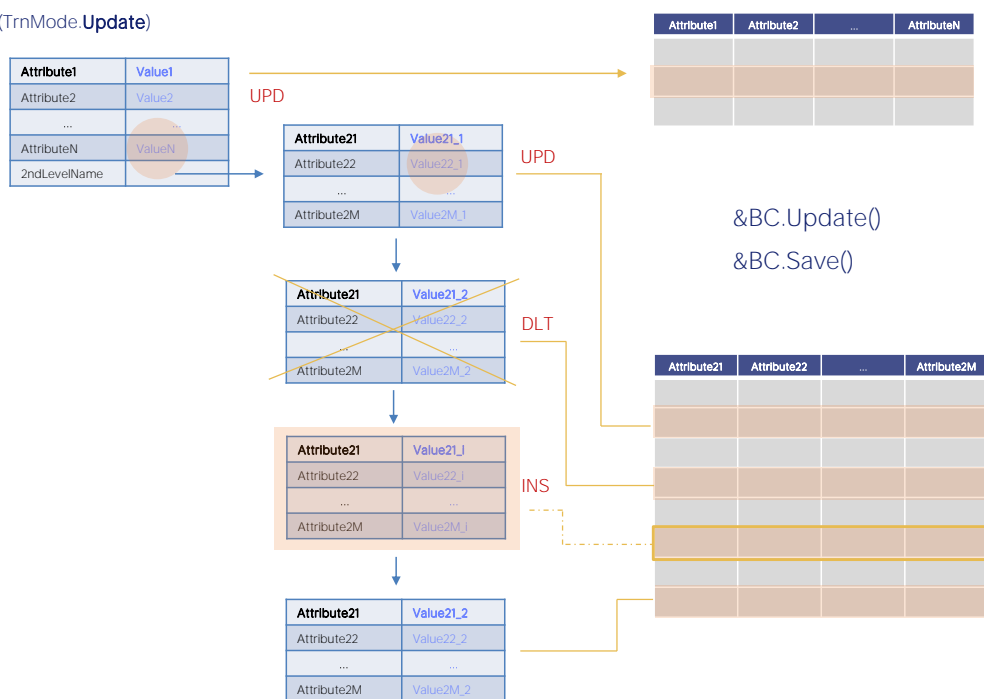 (TrnMode.Update)
Attribute1 Attribute2 ... AttributeN
Attribute1 Value1
Attribute2 Value2
... ...
AttributeN ValueN
2ndLevelName
UPD
Attribute21 Value21_1
Attribute22 Value22_1
... ...
Attribute2M Value2M_1
UPD
&BC.Update()
&BC.Save()
Attribute21 Value21_2
Attribute22 Value22_2
... ...
Attribute2M Value2M_2
DLT
Attribute21 Attribute22 ... Attribute2M
Attribute21 Value21_i
Attribute22 Value22_i
... ...
Attribute2M Value2M_i
INS
Attribute21 Value21_2
Attribute22 Value22_2
... ...
Attribute2M Value2M_2